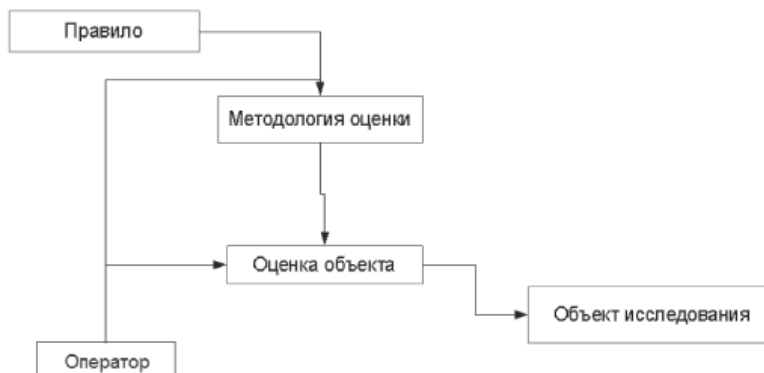 Правило
Методология оценки
Оценка объекта
Объект исследования
Оператор